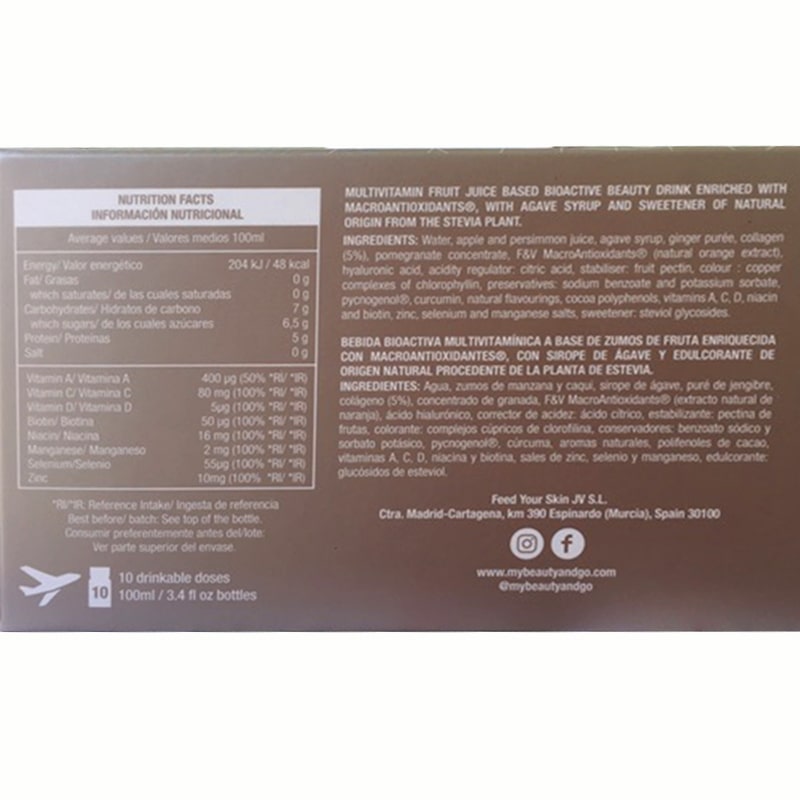 NUTRITION FACTS
INFORMACIÓN NUTRICIONAL
Average values / Valores medios 100ml
Energy/ Valor energético 204 kJ / 48 kcal
Fat/ Grasas 0 g
which saturates/ de las cuales saturadas 0 g
Carbohydrates/ Hidratos de carbono 7 g
which sugars/ de los cuales azúcares 6,5 g
Protein/ Proteínas 5 g
Salt 0 g
Vitamin A/ Vitamina A 400 µg (50% *RI/ *IR)
Vitamin C/ Vitamina C 80 mg (100% *RI/ *IR)
Vitamin D/ Vitamina D 5µg (100% *RI/ *IR)
Biotin/ Biotina 50 µg (100% *RI/ *IR)
Niacin/ Niacina 16 mg (100% *RI/ *IR)
Manganese/ Manganeso 2 mg (100% *RI/ *IR)
Selenium/Selenio 55µg (100% *RI/ *IR)
Zinc 10mg (100% *RI/ *IR)
*RI/*IR. Reference Intake/ Ingesta de referencia
Best before/ batch: See top of the bottle.
Consumir preferentemente antes del/lote:
Ver parte superior del envase.
10
10 drinkable doses
100ml / 3.4 fl oz bottles
MULTIVITAMIN FRUIT JUICE BASED BIOACTIVE BEAUTY DRINK ENRICHED WITH
MACROANTIOXIDANTS®, WITH AGAVE SYRUP AND SWEETENER OF NATURAL
ORIGIN FROM THE STEVIA PLANT.
INGREDIENTS: Water, apple and persimmon juice, agave syrup, ginger purée, collagen
(5%), pomegranate concentrate, F&V MacroAntioxidants® (natural orange extract),
hyaluronic acid, acidity regulator: citric acid, stabiliser: fruit pectin, colour : copper
complexes of chlorophyllin, preservatives: sodium benzoate and potassium sorbate,
pycnogenol®, curcumin, natural flavourings, cocoa polyphenols, vitamins A, C, D, niacin
and biotin, zinc, selenium and manganese salts, sweetener: steviol glycosides.
BEBIDA BIOACTIVA MULTIVITAMÍNICA A BASE DE ZUMOS DE FRUTA ENRIQUECIDA
CON MACROANTIOXIDANTES®, CON SIROPE DE ÁGAVE Y EDULCORANTE DE
ORIGEN NATURAL PROCEDENTE DE LA PLANTA DE ESTEVIA.
INGREDIENTES: Agua, zumos de manzana y caqui, sirope de ágave, puré de jengibre,
colágeno (5%), concentrado de granada, F&V MacroAntioxidants® (extracto natural de
naranja), ácido hialurónico, corrector de acidez: ácido cítrico, estabilizante: pectina de
frutas, colorante: complejos cúpricos de clorofilina, conservadores: benzoato sódico y
sorbato potásico, pycnogenol®, cúrcuma, aromas naturales, polifenoles de cacao,
vitaminas A, C, D, niacina y biotina, sales de zinc, selenio y manganeso, edulcorante:
glucósidos de esteviol.
Feed Your Skin JV S.L.
Ctra. Madrid-Cartagena, km 390 Espinardo (Murcia), Spain 30100
www.mybeautyandgo.com
@mybeautyandgo